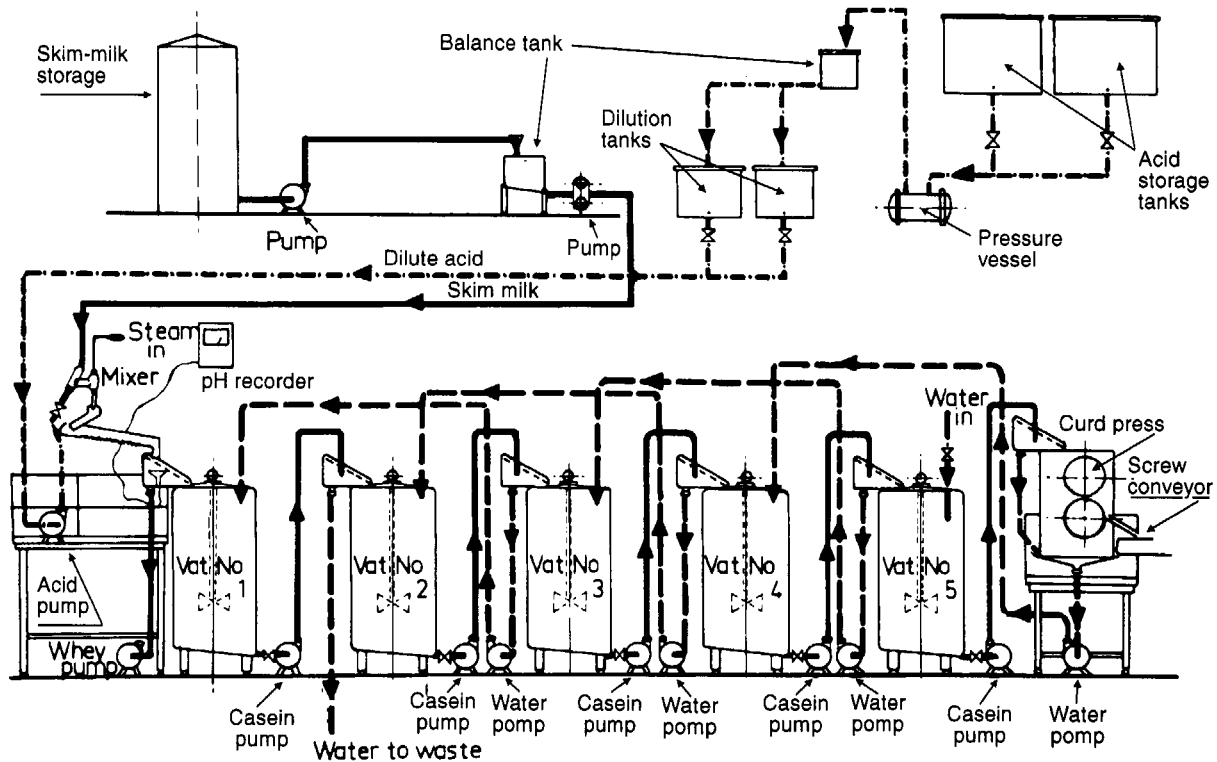 Skim-milk
storage
Balance tank
Dilution
tanks
Acid
storage
tanks
Pump
Pump
Pressure
vessel
Dilute acid
Skim milk
Steam
in
Mixer
pH recorder
Water
in
Curd press
Screw
conveyor
Vat No
1
Vat No
2
Vat No
3
Vat No
4
Vat No
5
Acid
pump
Whey
pump
Casein
pump
Water to waste
Casein
pump
Water
pomp
Casein
pump
Water
pomp
Casein
pump
Water
pomp
Casein
pump
Water
pomp